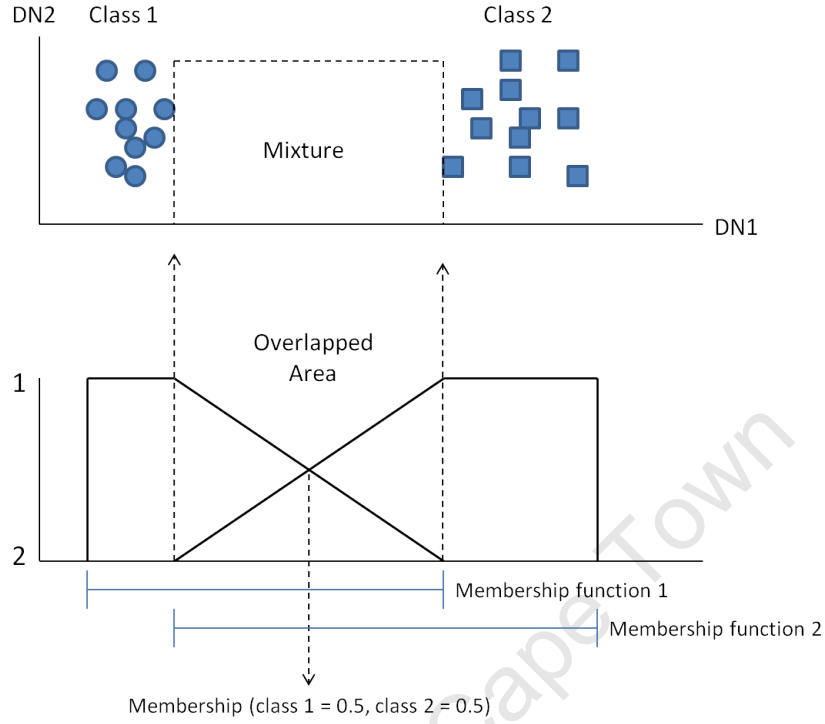 DN2 Class 1 Class 2
Mixture
DN1
Overlapped
Area
1
2
Membership function 1
Membership function 2
Membership (class 1 = 0.5, class 2 = 0.5)
Cape Town